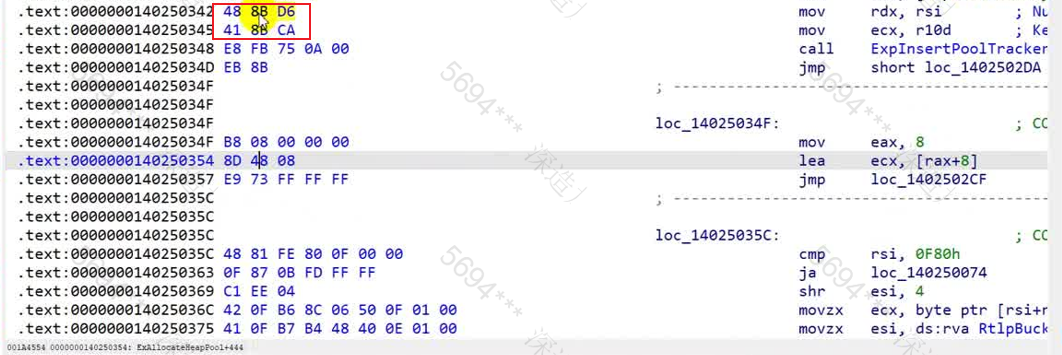 .text:0000000140250342 48 8B D6 mov rdx, rsi ; Nu
.text:0000000140250345 41 8B CA mov ecx, r10d ; Ke
.text:0000000140250348 E8 FB 75 0A 00 call ExpInsertPoolTracker
.text:000000014025034D EB 8B jmp short loc_1402502DA
.text:000000014025034F ; ---------------------------------------------------------------------------
.text:000000014025034F
.text:000000014025034F loc_14025034F: ; CO
.text:000000014025034F B8 08 00 00 00 mov eax, 8
.text:0000000140250354 8D 48 08 lea ecx, [rax+8]
.text:0000000140250357 E9 73 FF FF FF jmp loc_1402502CF
.text:000000014025035C ; ---------------------------------------------------------------------------
.text:000000014025035C
.text:000000014025035C loc_14025035C: ; CO
.text:000000014025035C 48 81 FE 80 0F 00 00 cmp rsi, 0F80h
.text:0000000140250363 0F 87 0B FD FF FF ja loc_140250074
.text:0000000140250369 C1 EE 04 shr esi, 4
.text:000000014025036C 42 0F B6 8C 06 50 0F 01 00 movzx ecx, byte ptr [rsi+r
.text:0000000140250375 41 0F B7 B4 48 40 0E 01 00 movzx esi, ds:rva RtlpBuck
001A4554 0000000140250354: ExAllocateHeapPool+444
5694*** 深造)
5694*** 深造)
5694*** 深造)
5694*** 深造)